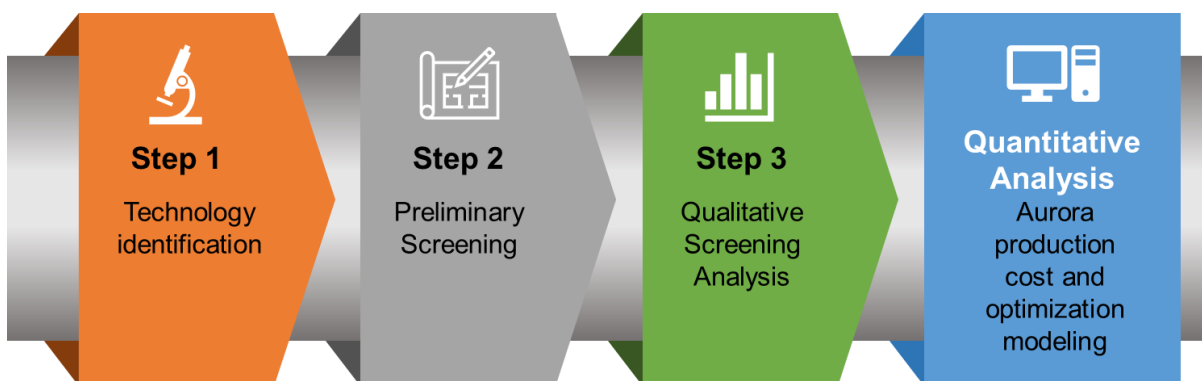 Step 1
Technology
identification
Step 2
Preliminary
Screening
Step 3
Qualitative
Screening
Analysis
Quantitative
Analysis
Aurora
production
cost and
optimization
modeling